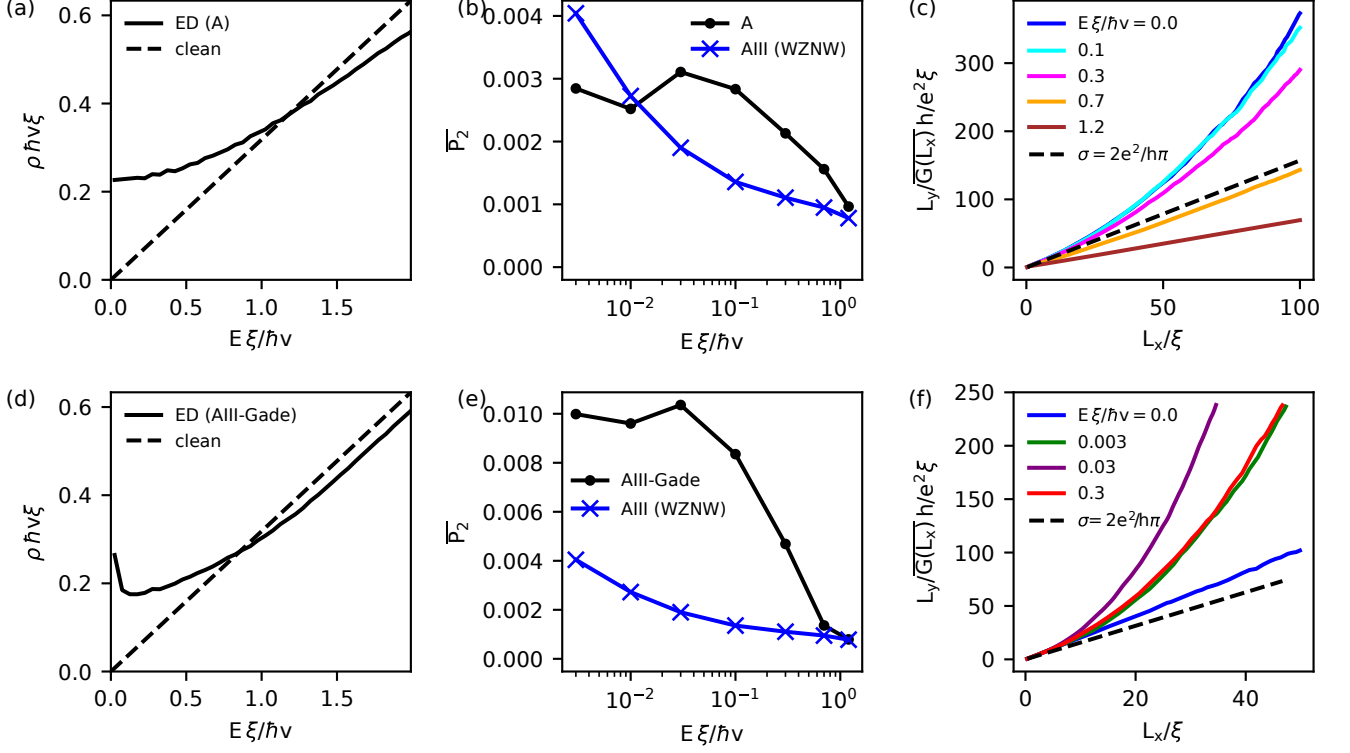 (a)
ED (A)
clean
0.6
0.4
0.2
0.0
ρ ħvξ
0.0 0.5 1.0 1.5
E ξ/ħv
(b)
A
AIII (WZNW)
0.004
0.003
0.002
0.001
0.000
P₂
10⁻² 10⁻¹ 10⁰
E ξ/ħv
(c)
E ξ/ħv = 0.0
0.1
0.3
0.7
1.2
σ = 2e²/hπ
300
200
100
0
L_y/G(L_x) h/e²ξ
0 50 100
L_x/ξ
(d)
ED (AIII-Gade)
clean
0.6
0.4
0.2
0.0
ρ ħvξ
0.0 0.5 1.0 1.5
E ξ/ħv
(e)
AIII-Gade
AIII (WZNW)
0.010
0.008
0.006
0.004
0.002
0.000
P₂
10⁻² 10⁻¹ 10⁰
E ξ/ħv
(f)
E ξ/ħv = 0.0
0.003
0.03
0.3
σ= 2e²/hπ
250
200
150
100
50
0
L_y/G(L_x) h/e²ξ
0 20 40
L_x/ξ